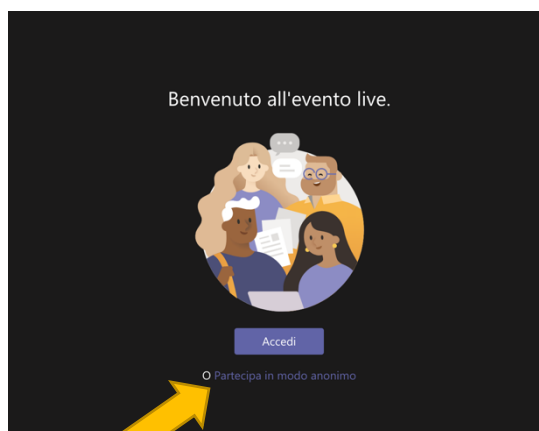 Benvenuto all'evento live.
Accedi
O Partecipa in modo anonimo